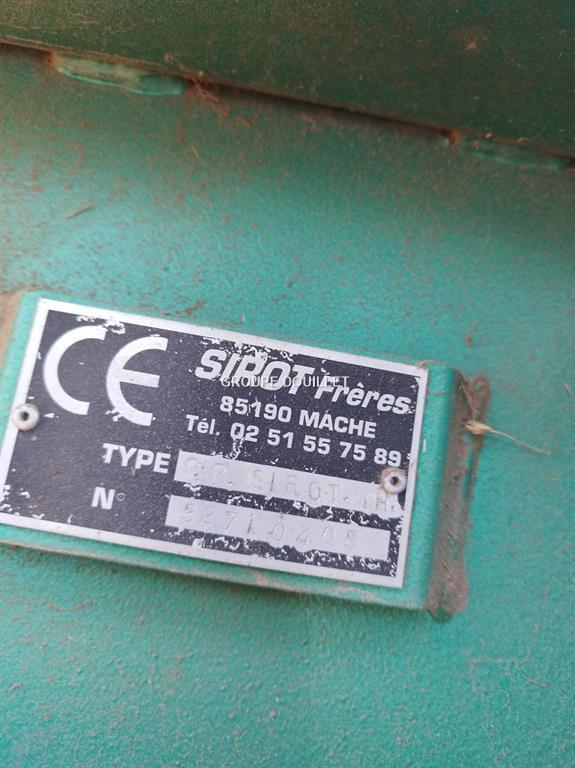 CE
SIROT Frères
GROUPE DOUILLET
85190 MACHE
Tél. 02 51 55 75 89
TYPE SIROT
N°